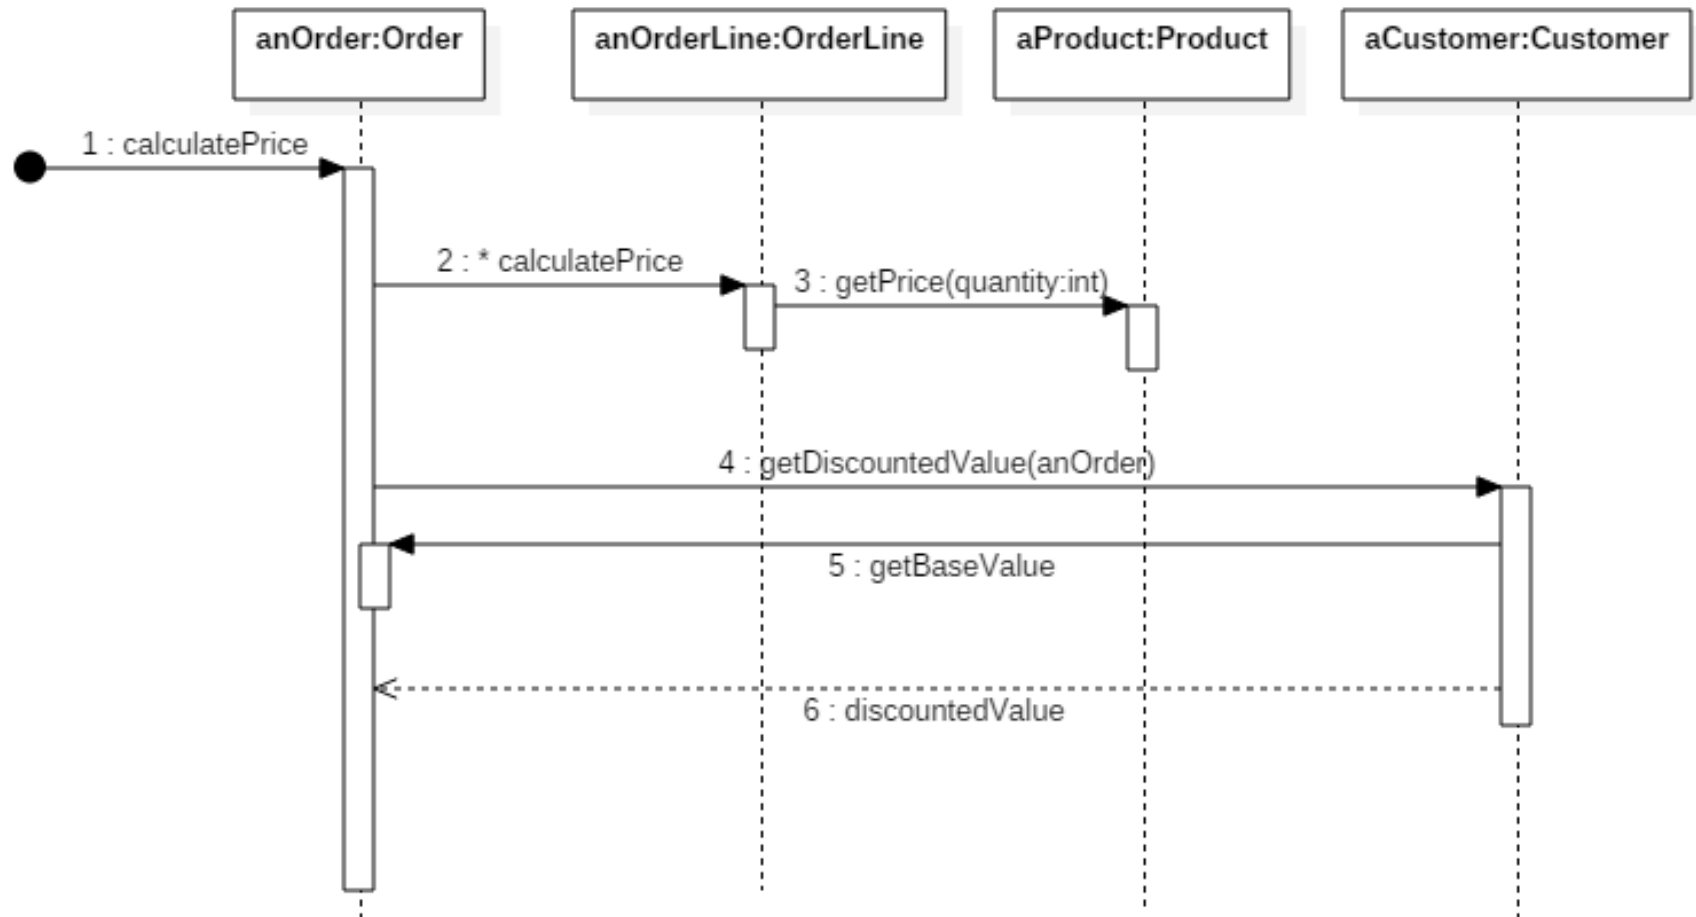 anOrder:Order
anOrderLine:OrderLine
aProduct:Product
aCustomer:Customer
1 : calculatePrice
2 : * calculatePrice
3 : getPrice(quantity:int)
4 : getDiscountedValue(anOrder)
5 : getBaseValue
6 : discountedValue